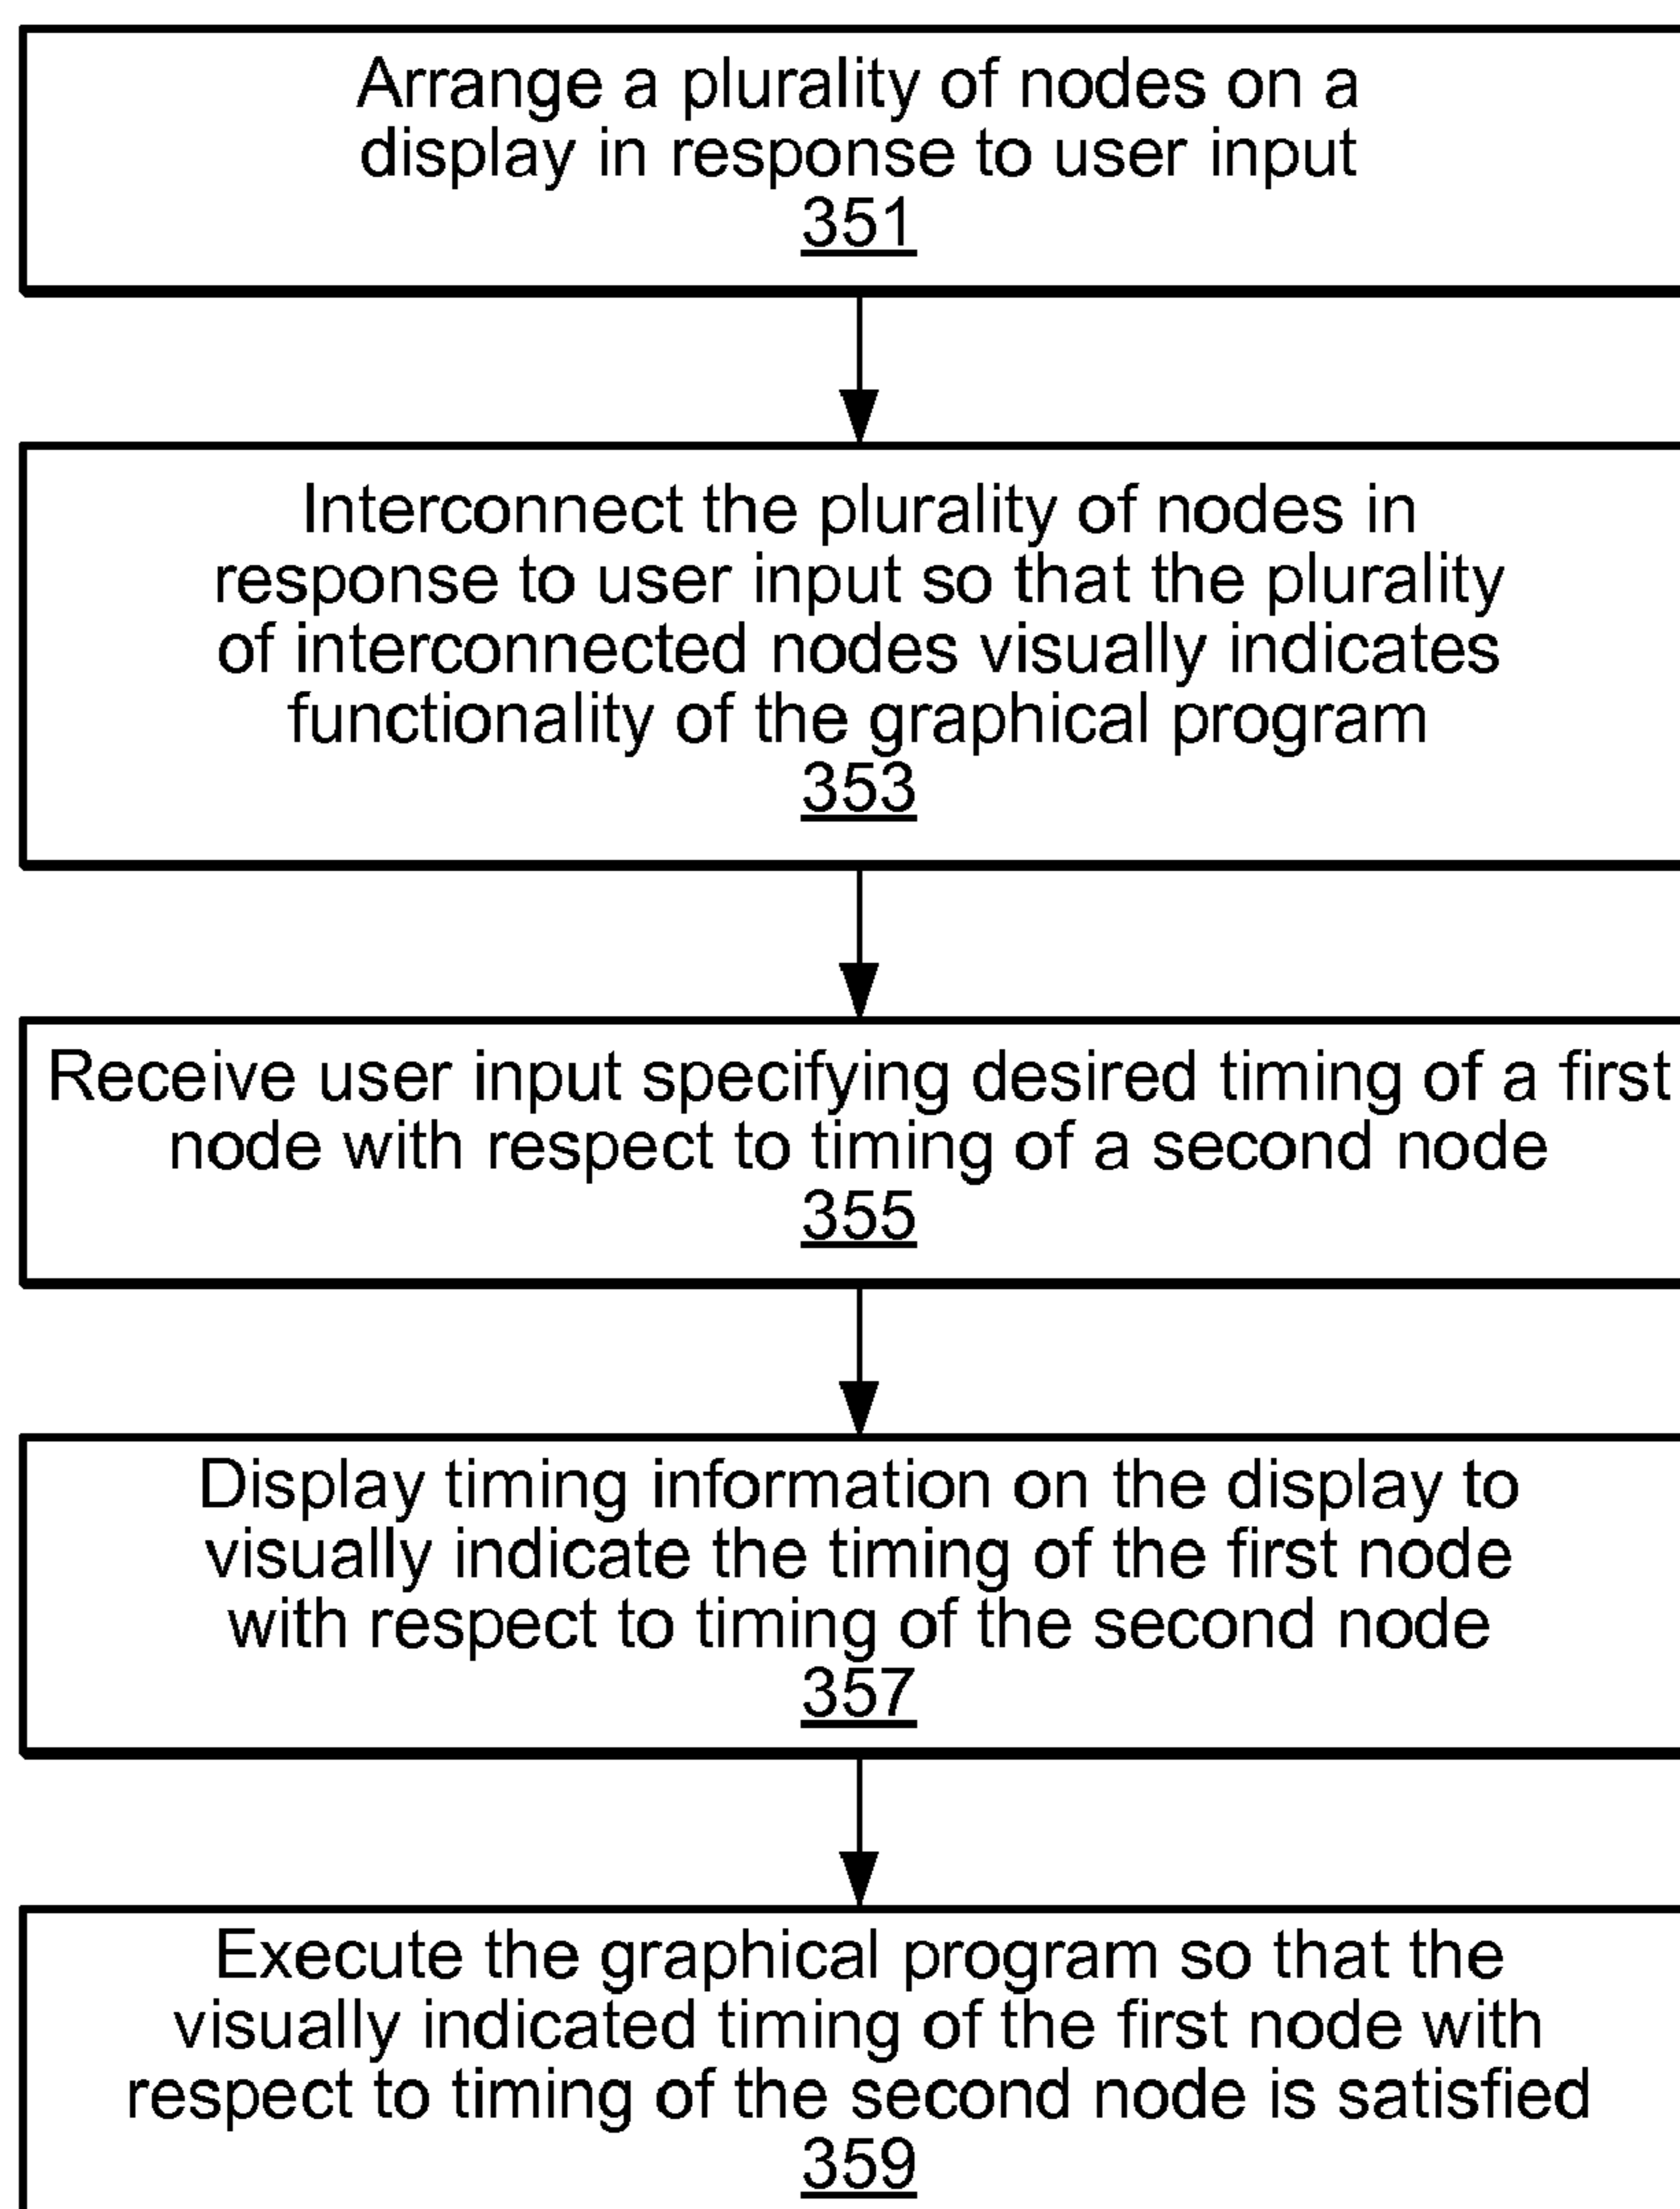 Arrange a plurality of nodes on a
display in response to user input
351
Interconnect the plurality of nodes in
response to user input so that the plurality
of interconnected nodes visually indicates
functionality of the graphical program
353
Receive user input specifying desired timing of a first
node with respect to timing of a second node
355
Display timing information on the display to
visually indicate the timing of the first node
with respect to timing of the second node
357
Execute the graphical program so that the
visually indicated timing of the first node with
respect to timing of the second node is satisfied
359